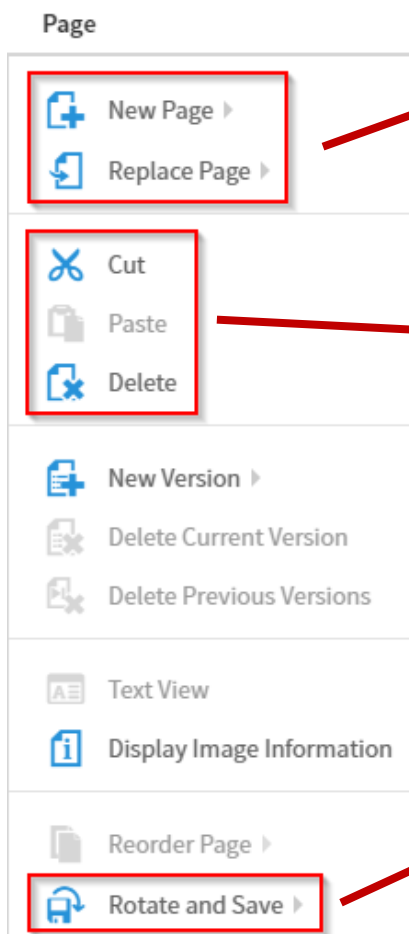 Page
New Page
Replace Page
Cut
Paste
Delete
New Version
Delete Current Version
Delete Previous Versions
Text View
Display Image Information
Reorder Page
Rotate and Save